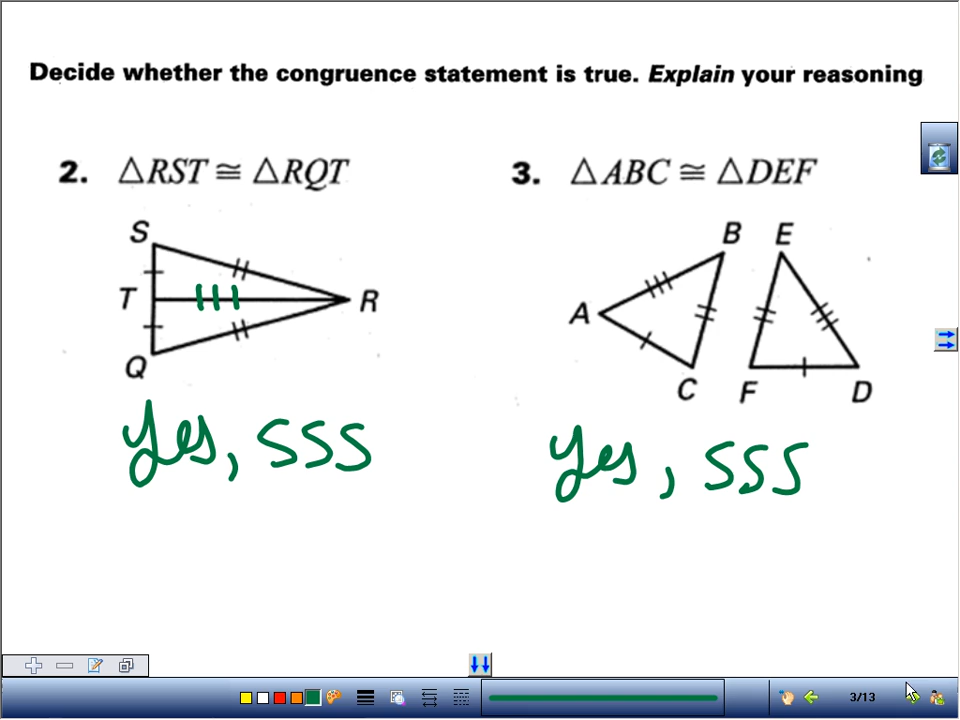 Decide whether the congruence statement is true. Explain your reasoning
2. △RST ≅ △RQT
3. △ABC ≅ △DEF
S
T
R
Q
B
E
A
C
F
D
yes, SSS
yes, SSS
3/13